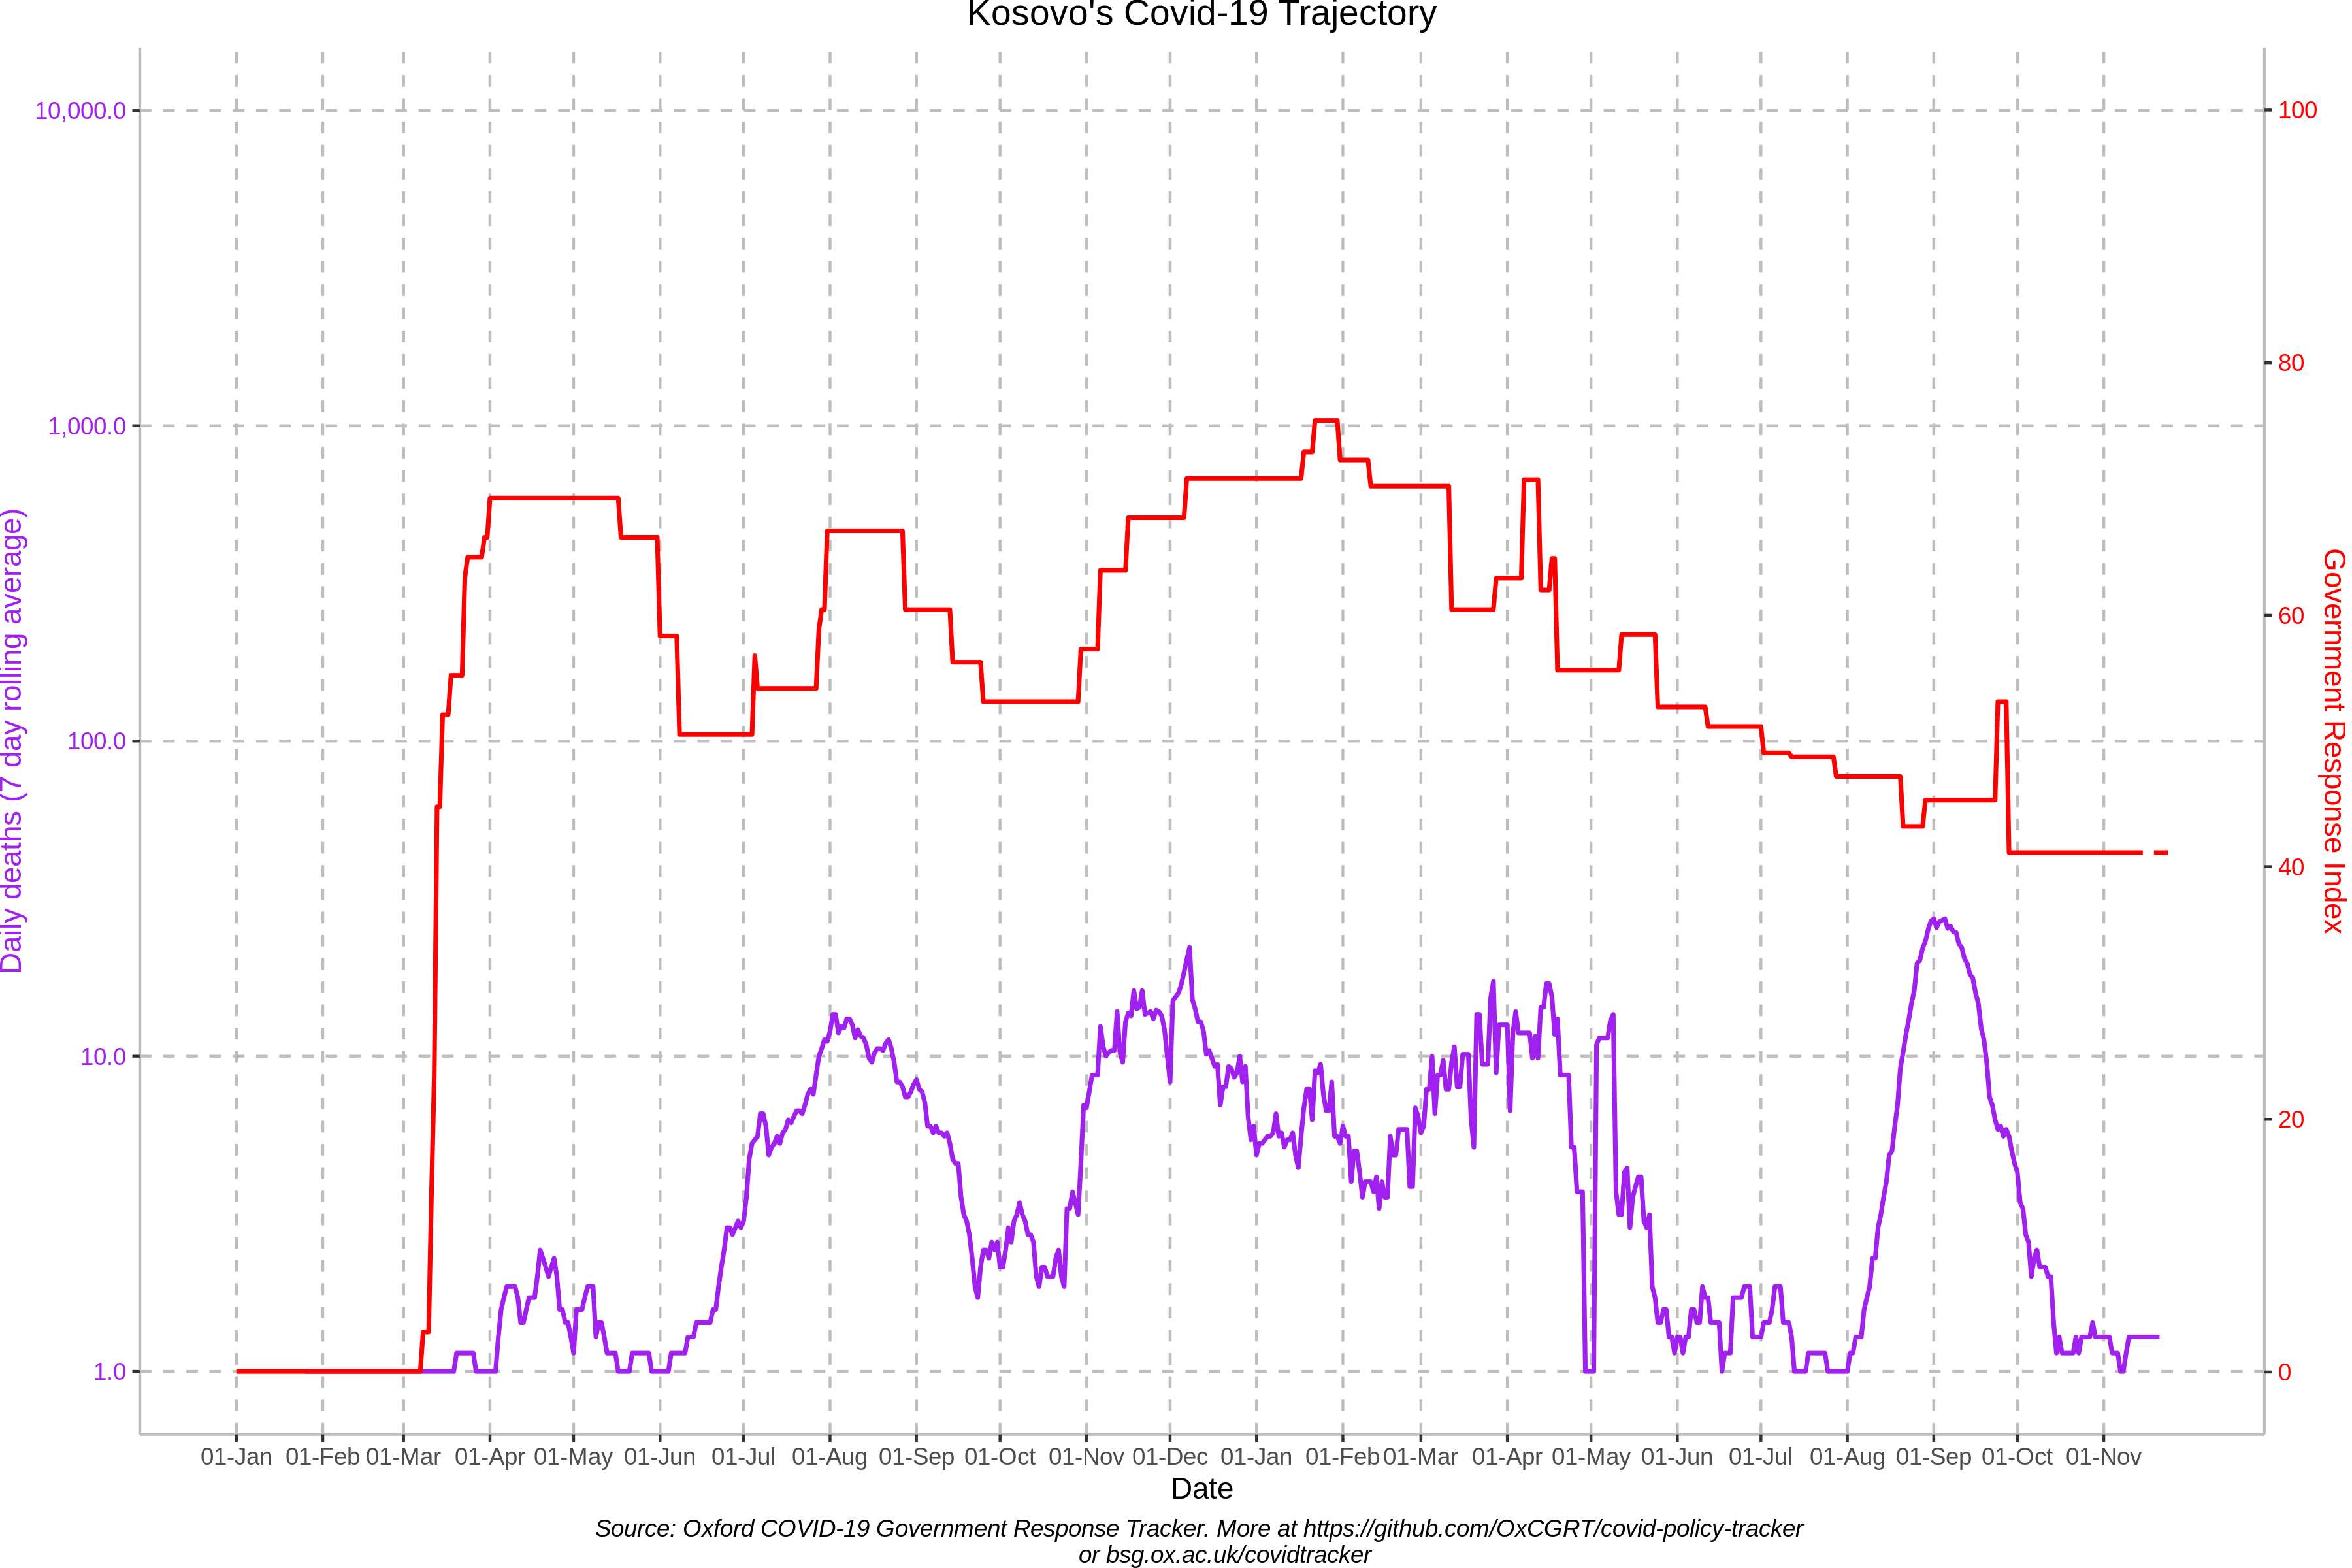 Kosovo's Covid-19 Trajectory
10,000.0
1,000.0
100.0
10.0
1.0
Daily deaths (7 day rolling average)
100
80
60
40
20
0
Government Response Index
01-Jan 01-Feb 01-Mar 01-Apr 01-May 01-Jun 01-Jul 01-Aug 01-Sep 01-Oct 01-Nov 01-Dec 01-Jan 01-Feb 01-Mar 01-Apr 01-May 01-Jun 01-Jul 01-Aug 01-Sep 01-Oct 01-Nov
Date
Source: Oxford COVID-19 Government Response Tracker. More at https://github.com/OxCGRT/covid-policy-tracker
or bsg.ox.ac.uk/covidtracker